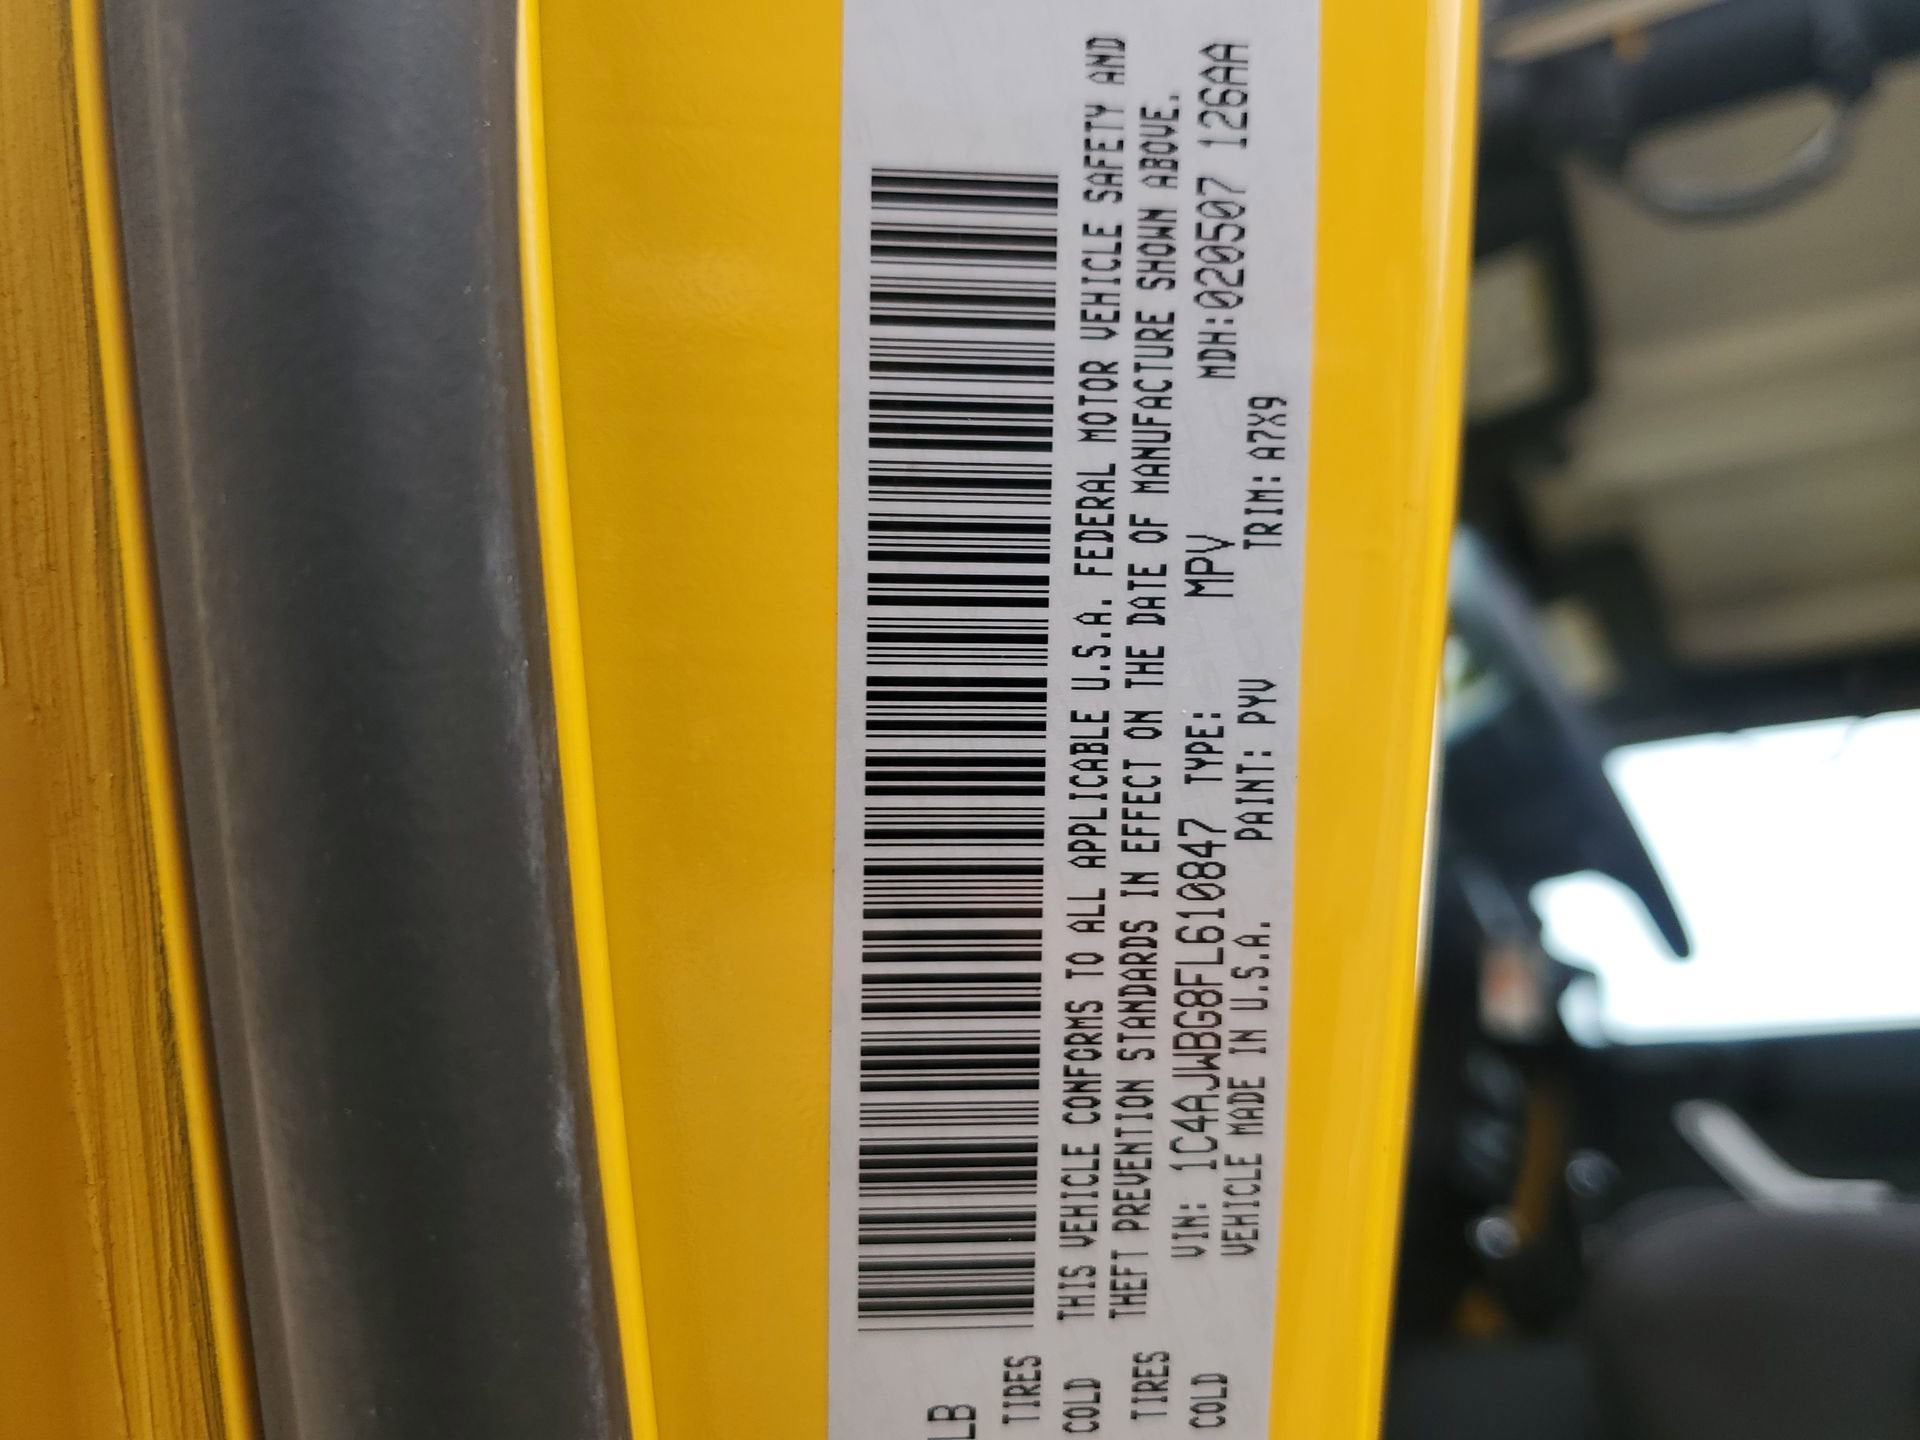 LB
TIRES
COLD
TIRES
COLD
THIS VEHICLE CONFORMS TO ALL APPLICABLE U.S.A. FEDERAL MOTOR VEHICLE SAFETY AND
THEFT PREVENTION STANDARDS IN EFFECT ON THE DATE OF MANUFACTURE SHOWN ABOVE.
VIN: 1C4AJWBG8FL610847 TYPE: MPV MDH:020507 126AA
VEHICLE MADE IN U.S.A. PAINT: PYV TRIM: A7X9